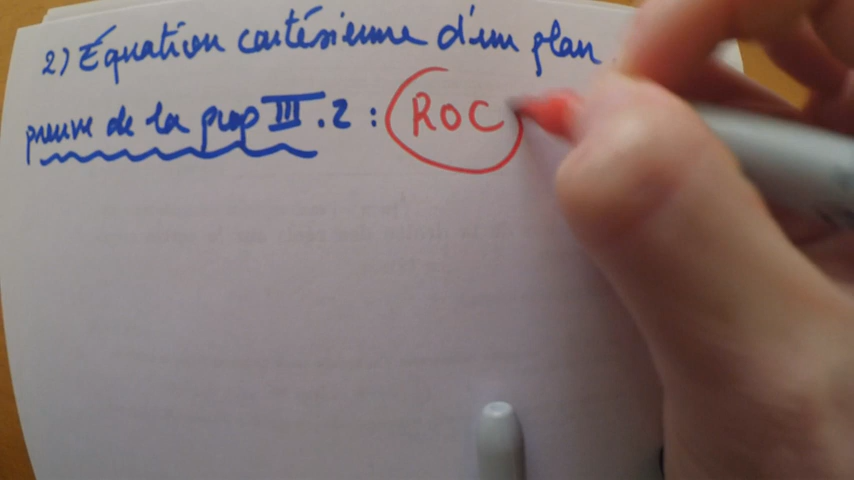 2) Équation cartésienne d'un plan.
preuve de la prop III.2 : ROC